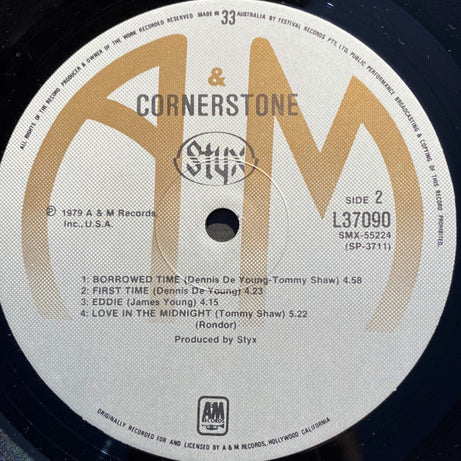 ALL RIGHTS OF THE RECORD PRODUCER & OWNER OF THE WORK RECORDED RESERVED MADE IN AUSTRALIA BY FESTIVAL RECORDS PTY. LTD. PUBLIC PERFORMANCE BROADCASTING & COPYING OF THIS RECORD PROHIBITED.
33
A & M
CORNERSTONE
Styx
SIDE 2
Ⓟ 1979 A & M Records,
Inc., U.S.A.
L37090
SMX-55224
(SP-3711)
1: BORROWED TIME (Dennis De Young-Tommy Shaw) 4.58
2: FIRST TIME (Dennis De Young) 4.23
3: EDDIE (James Young) 4.15
4: LOVE IN THE MIDNIGHT (Tommy Shaw) 5.22
(Rondor)
Produced by Styx
AM
RECORDS
ORIGINALLY RECORDED FOR AND LICENSED BY A & M RECORDS, HOLLYWOOD CALIFORNIA